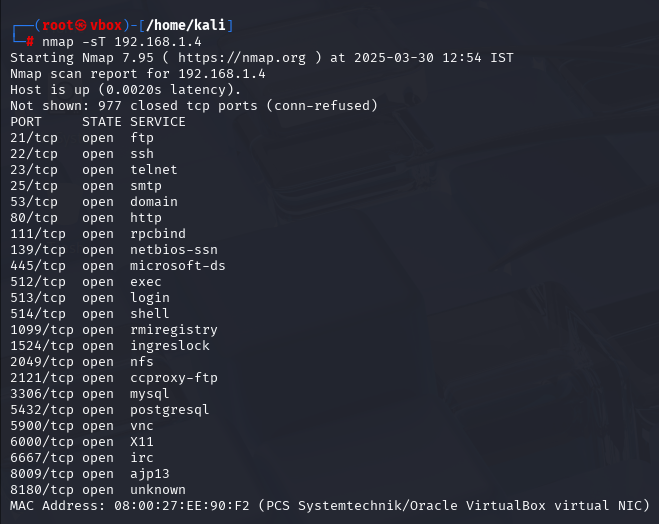 ┌──(root㉿vbox)-[/home/kali]
└─# nmap -sT 192.168.1.4
Starting Nmap 7.95 ( https://nmap.org ) at 2025-03-30 12:54 IST
Nmap scan report for 192.168.1.4
Host is up (0.0020s latency).
Not shown: 977 closed tcp ports (conn-refused)
PORT     STATE SERVICE
21/tcp   open  ftp
22/tcp   open  ssh
23/tcp   open  telnet
25/tcp   open  smtp
53/tcp   open  domain
80/tcp   open  http
111/tcp  open  rpcbind
139/tcp  open  netbios-ssn
445/tcp  open  microsoft-ds
512/tcp  open  exec
513/tcp  open  login
514/tcp  open  shell
1099/tcp open  rmiregistry
1524/tcp open  ingreslock
2049/tcp open  nfs
2121/tcp open  ccproxy-ftp
3306/tcp open  mysql
5432/tcp open  postgresql
5900/tcp open  vnc
6000/tcp open  X11
6667/tcp open  irc
8009/tcp open  ajp13
8180/tcp open  unknown
MAC Address: 08:00:27:EE:90:F2 (PCS Systemtechnik/Oracle VirtualBox virtual NIC)